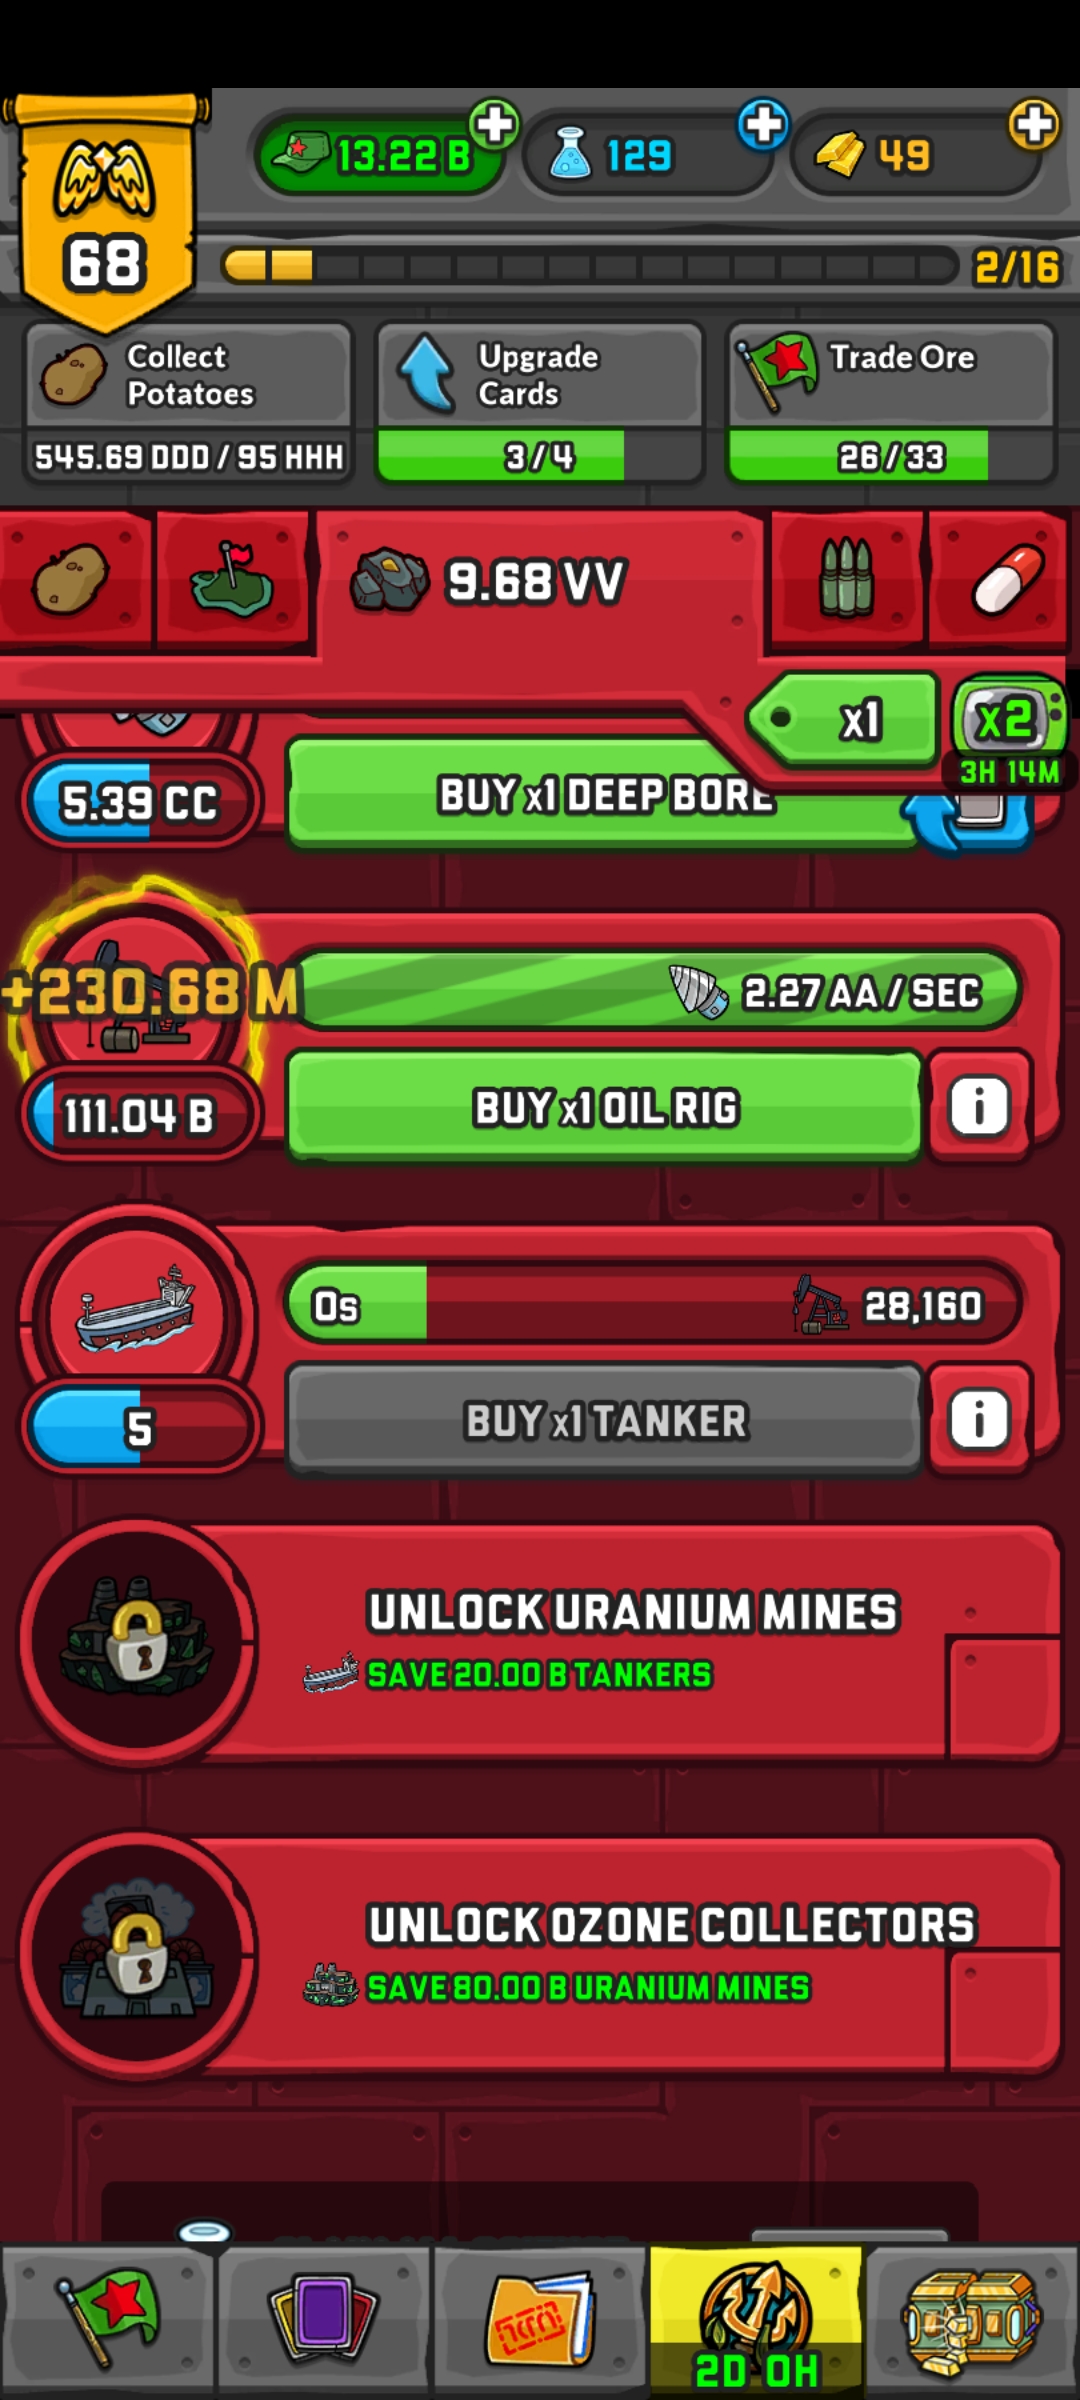 13.22 B
129
49
68
2/16
Collect
Potatoes
545.69 DDD / 95 HHH
Upgrade
Cards
3 / 4
Trade Ore
26 / 33
9.68 VV
x1
x2
3H 14M
5.39 CC
BUY x1 DEEP BORE
+230.68 M
2.27 AA / SEC
111.04 B
BUY x1 OIL RIG
i
0s
28,160
5
BUY x1 TANKER
i
UNLOCK URANIUM MINES
SAVE 20.00 B TANKERS
UNLOCK OZONE COLLECTORS
SAVE 80.00 B URANIUM MINES
2D 0H